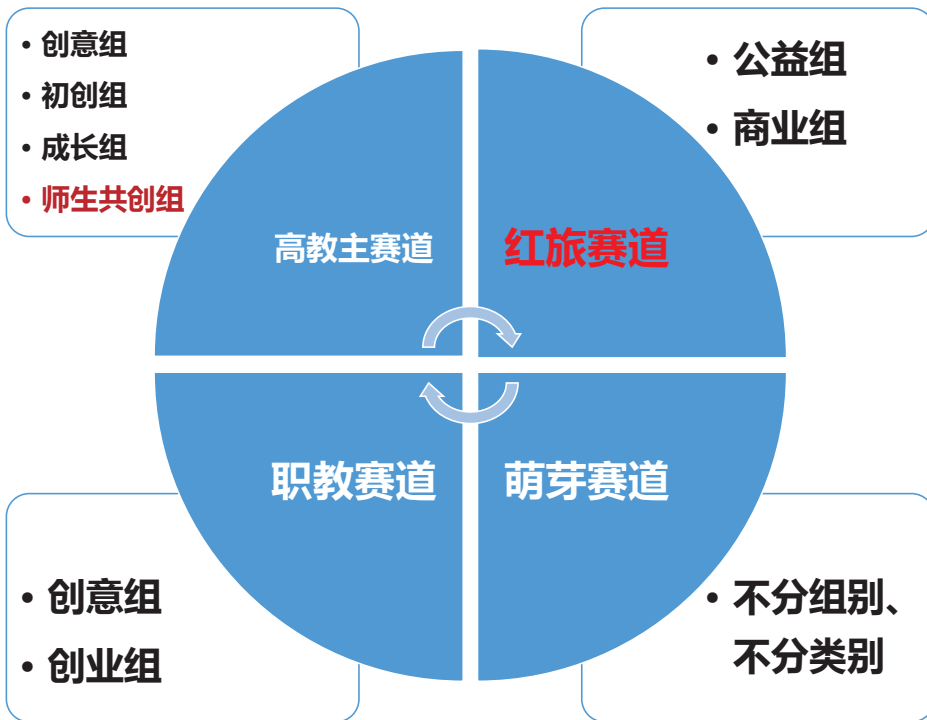 • 创意组
• 初创组
• 成长组
• 师生共创组
高教主赛道
• 公益组
• 商业组
红旅赛道
职教赛道
• 创意组
• 创业组
萌芽赛道
• 不分组别、
不分类别